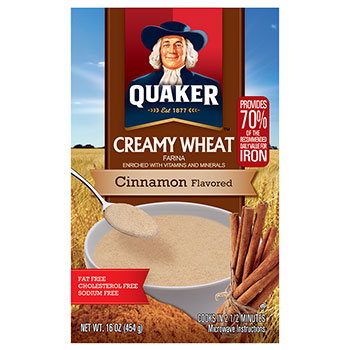 QUAKER
Est 1877
TM
PROVIDES
70%
OF THE
RECOMMENDED
DAILY VALUE FOR
IRON
CREAMY WHEAT
FARINA
ENRICHED WITH VITAMINS AND MINERALS
Cinnamon Flavored
FAT FREE
CHOLESTEROL FREE
SODIUM FREE
COOKS IN 2 1/2 MINUTES
Microwave Instructions.
NET WT. 16 OZ (454 g)